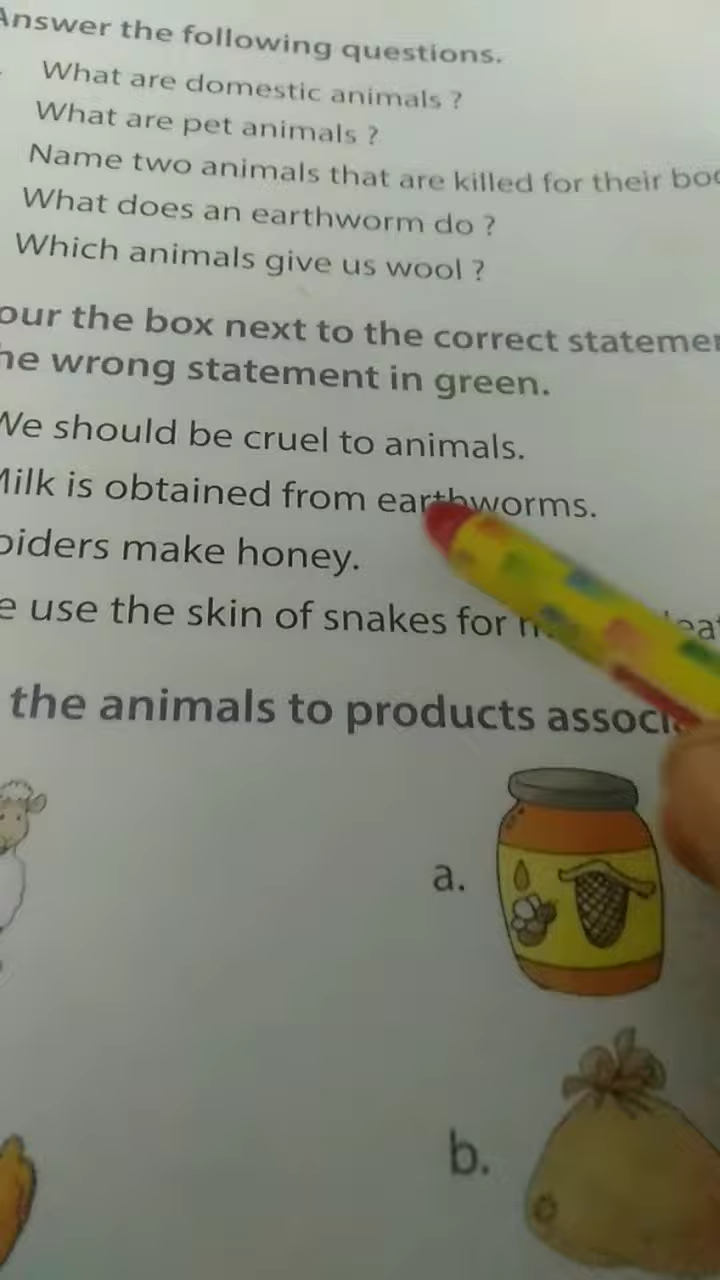 Answer the following questions.
What are domestic animals ?
What are pet animals ?
Name two animals that are killed for their
What does an earthworm do ?
Which animals give us wool ?
our the box next to the correct
he wrong statement in green.
We should be cruel to animals.
Milk is obtained from earthworms.
piders make honey.
e use the skin of snakes for
the animals to products
a.
b.